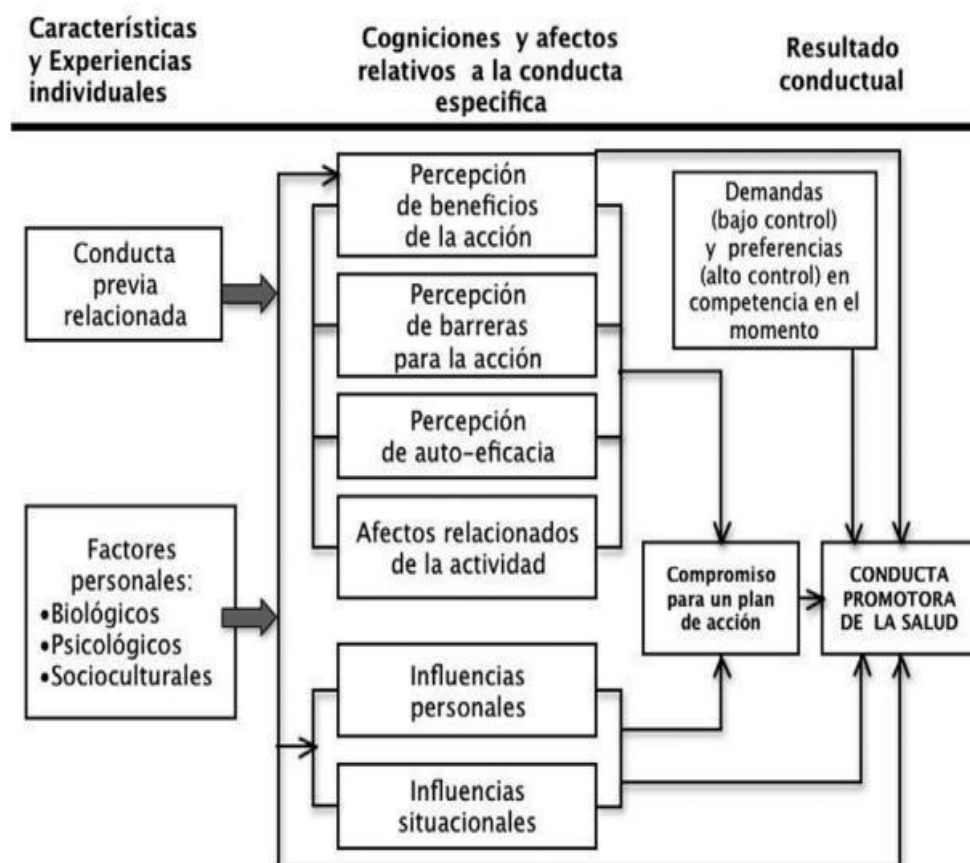 Características
y Experiencias
individuales
Cogniciones y afectos
relativos a la conducta
especifica
Resultado
conductual
Conducta
previa
relacionada
Factores
personales:
•Biológicos
•Psicológicos
•Socioculturales
Percepción
de beneficios
de la acción
Percepción
de barreras
para la acción
Percepción
de auto-eficacia
Afectos relacionados
de la actividad
Influencias
personales
Influencias
situacionales
Demandas
(bajo control)
y preferencias
(alto control) en
competencia en el
momento
Compromiso
para un plan
de acción
CONDUCTA
PROMOTORA
DE LA SALUD